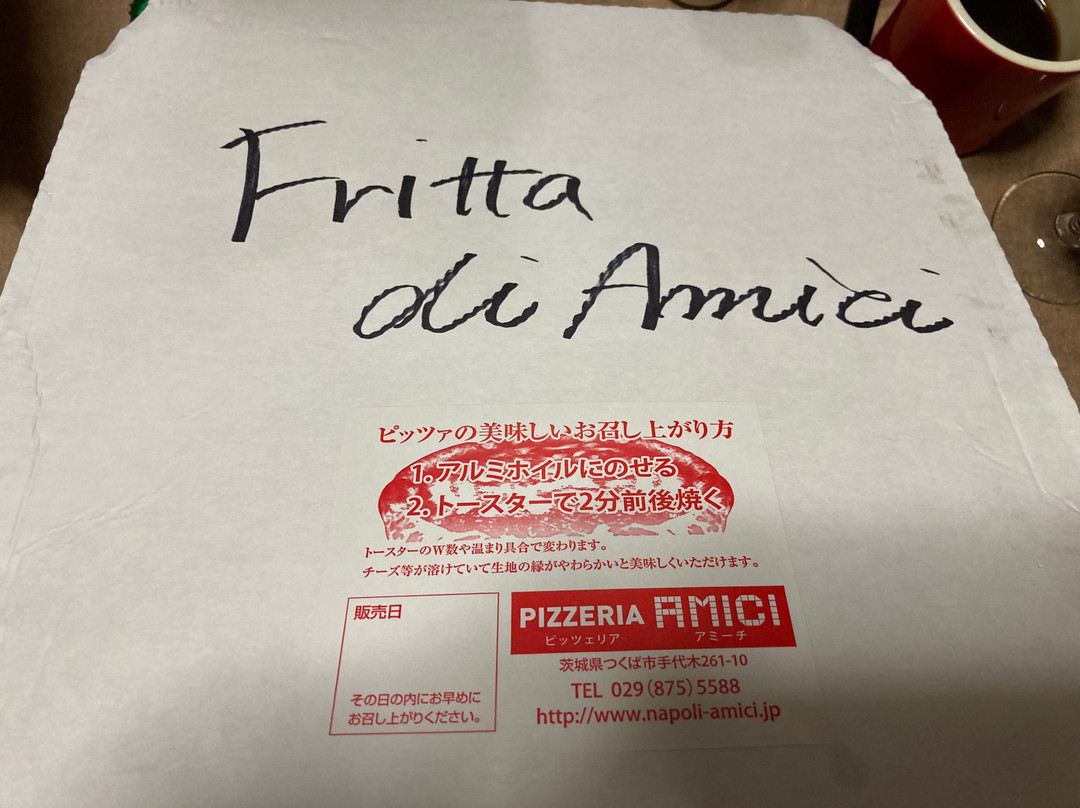 Fritta
di Amici
ピッツァの美味しいお召し上がり方
1. アルミホイルにのせる
2. トースターで2分前後焼く
トースターのW数や温まり具合で変わります。
チーズ等が溶けていて生地の縁がやわらかいと美味しくいただけます。
販売日
その日の内にお早めに
お召し上がりください。
PIZZERIA AMICI
ピッツェリア アミーチ
茨城県つくば市手代木261-10
TEL 029(875)5588
http://www.napoli-amici.jp